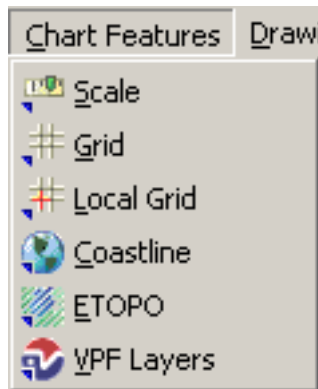 Chart Features Draw
Scale
Grid
Local Grid
Coastline
ETOPO
VPF Layers